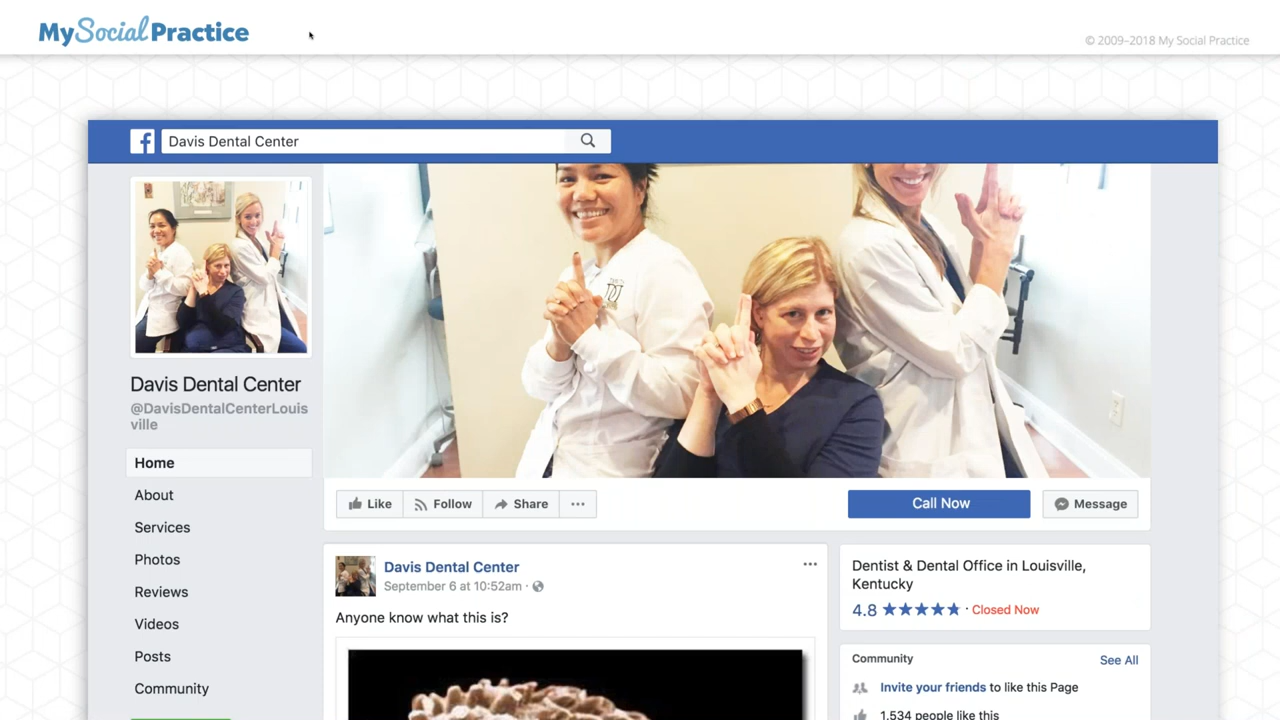 My Social Practice
© 2009–2018 My Social Practice
Davis Dental Center
Davis Dental Center
@DavisDentalCenterLouis
ville
Home
About
Services
Photos
Reviews
Videos
Posts
Community
Like
Follow
Share
Call Now
Message
Davis Dental Center
September 6 at 10:52am ·
Anyone know what this is?
Dentist & Dental Office in Louisville,
Kentucky
4.8 ★★★★★ · Closed Now
Community
See All
Invite your friends to like this Page
1,534 people like this